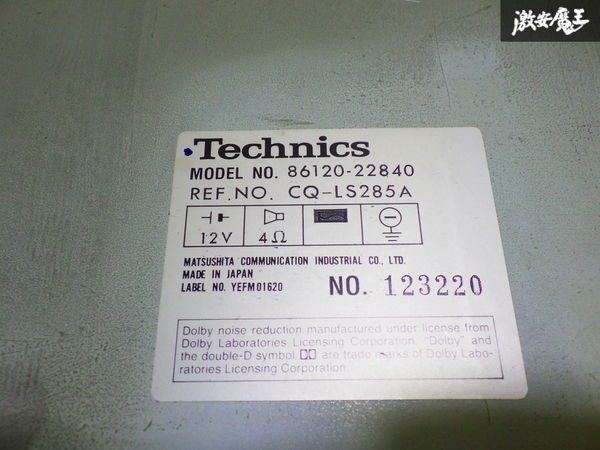 激安魔王
Technics
MODEL NO. 86120-22840
REF.NO. CQ-LS285A
12V 4Ω
MATSUSHITA COMMUNICATION INDUSTRIAL CO., LTD.
MADE IN JAPAN
LABEL NO. YEFM01620
NO. 123220
Dolby noise reduction manufactured under license from
Dolby Laboratories Licensing Corporation. "Dolby" and
the double-D symbol are trade marks of Dolby Labo-
ratories Licensing Corporation.